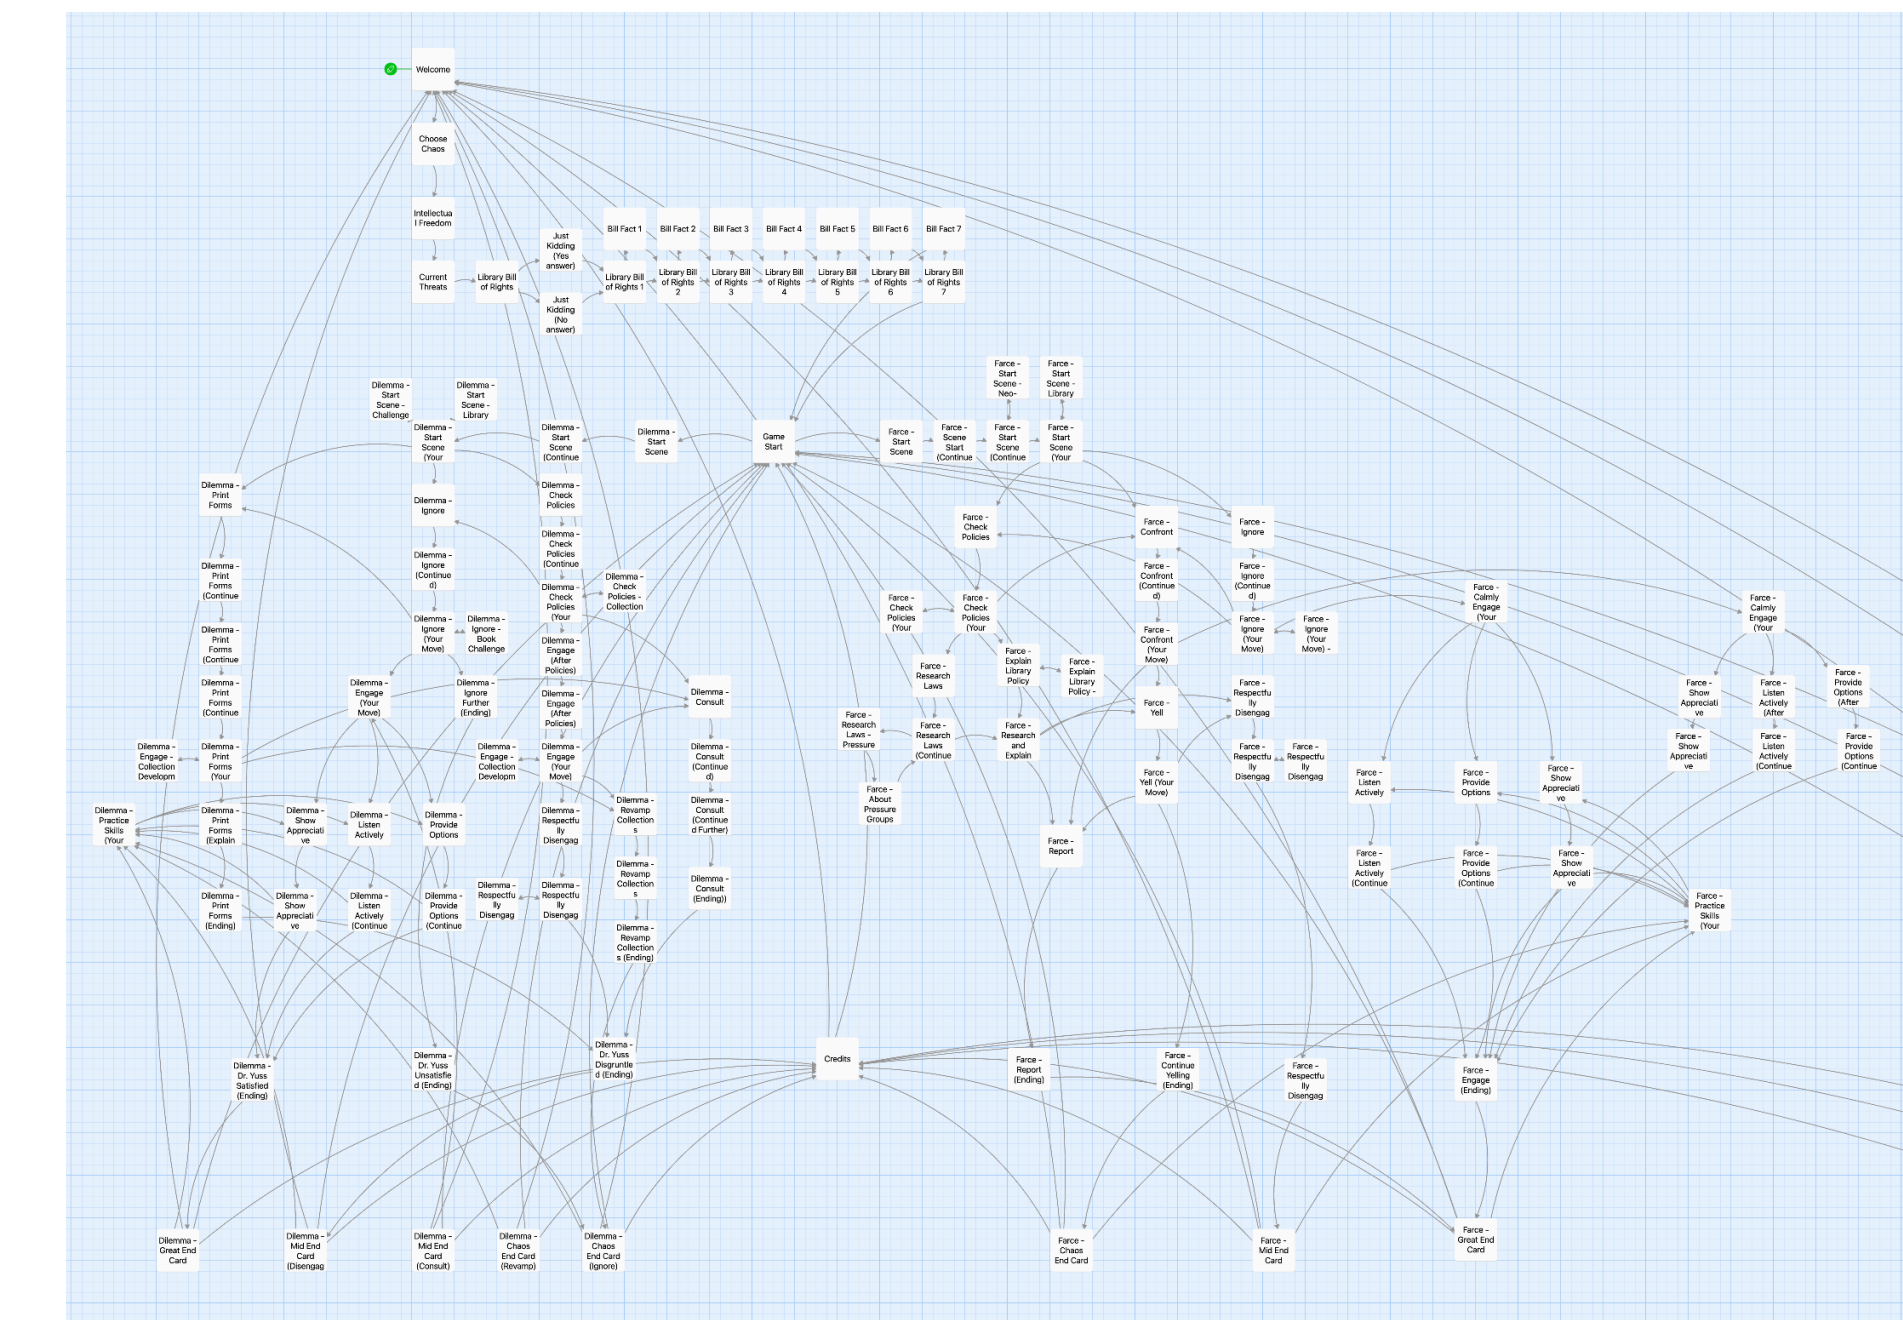 Welcome
Choose
Chaos
Intellectua
l Freedom
Current
Threats
Library Bill
of Rights
Just
Kidding
(Yes
answer)
Just
Kidding
(No
answer)
Bill Fact 1
Bill Fact 2
Bill Fact 3
Bill Fact 4
Bill Fact 5
Bill Fact 6
Bill Fact 7
Library Bill
of Rights 1
Library Bill
of Rights
2
Library Bill
of Rights
3
Library Bill
of Rights
4
Library Bill
of Rights
5
Library Bill
of Rights
6
Library Bill
of Rights
7
Farce –
Start
Scene –
Neo-
Farce –
Start
Scene – Library
Dilemma –
Start
Scene –
Challenge
Dilemma –
Start
Scene – Library
Dilemma –
Start
Scene
(Your
Dilemma –
Start
Scene
(Continue
Dilemma –
Start
Scene
Game
Start
Farce –
Start
Scene
Farce –
Scene
Start
(Continue
Farce –
Start
Scene
(Continue
Farce –
Start
Scene
(Your
Dilemma –
Print
Forms
Dilemma –
Ignore
Dilemma –
Check
Policies
Farce –
Check
Policies
Farce –
Confront
Farce –
Ignore
Dilemma –
Print
Forms
(Continue
Dilemma –
Ignore
(Continue
d)
Dilemma –
Check
Policies
(Continue
Dilemma –
Check
Policies
(Your
Dilemma –
Check
Policies –
Collection
Farce –
Check
Policies
(Your
Farce –
Check
Policies
(Your
Farce –
Confront
(Continue
d)
Farce –
Ignore
(Continue
d)
Farce –
Calmly
Engage
(Your
Farce –
Calmly
Engage
(Your
Dilemma –
Print
Forms
(Continue
Dilemma –
Ignore
(Your
Move)
Dilemma –
Ignore –
Book
Challenge
Dilemma –
Engage
(After
Policies)
Farce –
Explain
Library
Policy
Farce –
Explain
Library
Policy –
Farce –
Confront
(Your
Move)
Farce –
Ignore
(Your
Move)
Farce –
Ignore
(Your
Move) –
Dilemma –
Print
Forms
(Continue
Dilemma –
Engage
(Your
Move)
Dilemma –
Ignore
Further
(Ending)
Dilemma –
Engage
(After
Policies)
Dilemma –
Consult
Farce –
Research
Laws
Farce –
Yell
Farce –
Respectfu
lly
Disengag
Farce –
Show
Appreciati
ve
Farce –
Listen
Actively
(After
Farce –
Provide
Options
(After
Dilemma –
Engage –
Collection
Developm
Dilemma –
Print
Forms
(Your
Dilemma –
Engage –
Collection
Developm
Dilemma –
Engage
(Your
Move)
Dilemma –
Consult
(Continue
d)
Farce –
Research
Laws –
Pressure
Farce –
Research
Laws
(Continue
Farce –
Research
and
Explain
Farce –
Yell (Your
Move)
Farce –
Respectfu
lly
Disengag
Farce –
Respectfu
lly
Disengag
Farce –
Listen
Actively
Farce –
Provide
Options
Farce –
Show
Appreciati
ve
Farce –
Show
Appreciati
ve
Farce –
Listen
Actively
(Continue
Farce –
Provide
Options
(Continue
Dilemma –
Practice
Skills
(Your
Dilemma –
Print
Forms
(Explain
Dilemma –
Show
Appreciati
ve
Dilemma –
Listen
Actively
Dilemma –
Provide
Options
Dilemma –
Respectfu
lly
Disengag
Dilemma –
Revamp
Collection
s
Dilemma –
Consult
(Continue
d Further)
Farce –
About
Pressure
Groups
Farce –
Report
Farce –
Listen
Actively
(Continue
Farce –
Provide
Options
(Continue
Farce –
Show
Appreciati
ve
Dilemma –
Print
Forms
(Ending)
Dilemma –
Show
Appreciati
ve
Dilemma –
Listen
Actively
(Continue
Dilemma –
Provide
Options
(Continue
Dilemma –
Respectfu
lly
Disengag
Dilemma –
Respectfu
lly
Disengag
Dilemma –
Revamp
Collection
s
Dilemma –
Consult
(Ending))
Farce –
Practice
Skills
(Your
Dilemma –
Revamp
Collection
s (Ending)
Dilemma –
Dr. Yuss
Satisfied
(Ending)
Dilemma –
Dr. Yuss
Unsatisfie
d (Ending)
Dilemma –
Dr. Yuss
Disgruntle
d (Ending)
Credits
Farce –
Report
(Ending)
Farce –
Continue
Yelling
(Ending)
Farce –
Respectfu
lly
Disengag
Farce –
Engage
(Ending)
Dilemma –
Great End
Card
Dilemma –
Mid End
Card
(Disengag
Dilemma –
Mid End
Card
(Consult)
Dilemma –
Chaos
End Card
(Revamp)
Dilemma –
Chaos
End Card
(Ignore)
Farce –
Chaos
End Card
Farce –
Mid End
Card
Farce –
Great End
Card